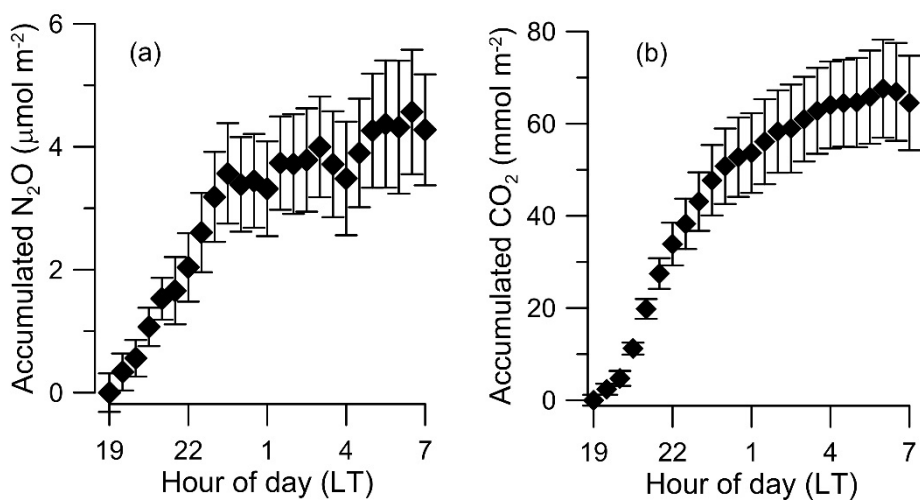 (a)
Accumulated N₂O (μmol m⁻²)
6
4
2
0
19 22 1 4 7
Hour of day (LT)
(b)
Accumulated CO₂ (mmol m⁻²)
80
60
40
20
0
19 22 1 4 7
Hour of day (LT)